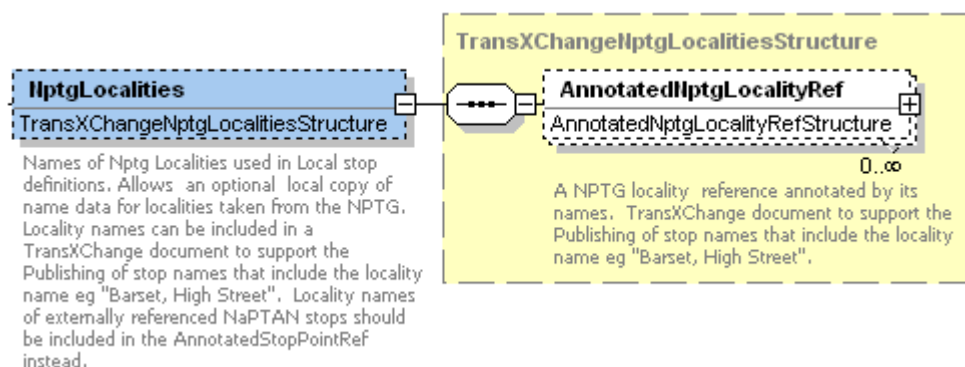 TransXChangeNptgLocalitiesStructure
NptgLocalities
TransXChangeNptgLocalitiesStructure
Names of Nptg Localities used in Local stop
definitions. Allows an optional local copy of
name data for localities taken from the NPTG.
Locality names can be included in a
TransXChange document to support the
Publishing of stop names that include the locality
name eg "Barset, High Street". Locality names
of externally referenced NaPTAN stops should
be included in the AnnotatedStopPointRef
instead.
AnnotatedNptgLocalityRef
AnnotatedNptgLocalityRefStructure
0..∞
A NPTG locality reference annotated by its
names. TransXChange document to support the
Publishing of stop names that include the locality
name eg "Barset, High Street".